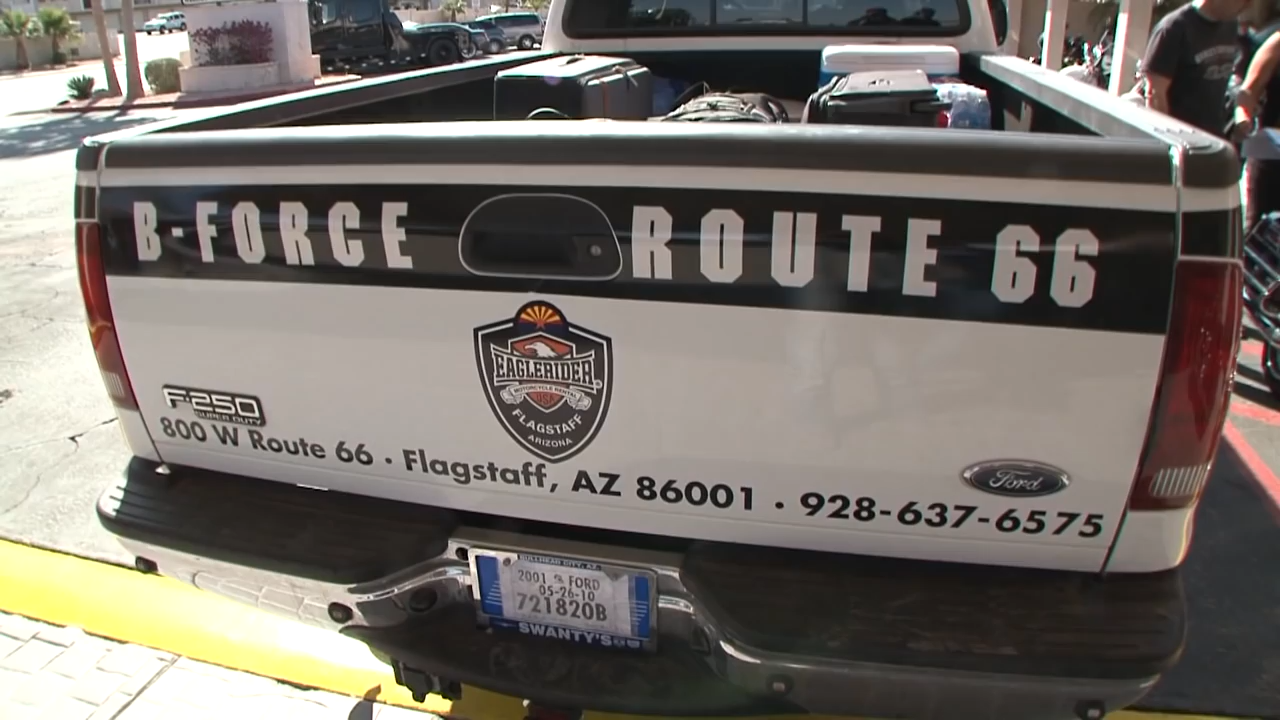 B-FORCE ROUTE 66
EAGLERIDER
MOTORCYCLE RENTAL
USA
FLAGSTAFF
ARIZONA
F-250
SUPER DUTY
800 W Route 66 . Flagstaff, AZ 86001 . 928-637-6575
Ford
BULLHEAD CITY, AZ
2001 FORD
05-26-10
721820B
SWANTY'S